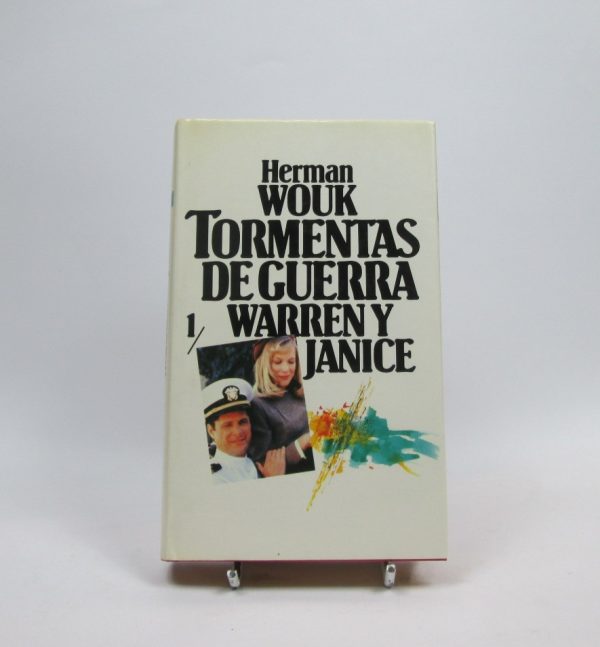 Herman
WOUK
TORMENTAS
DE GUERRA
1/ WARREN Y
JANICE